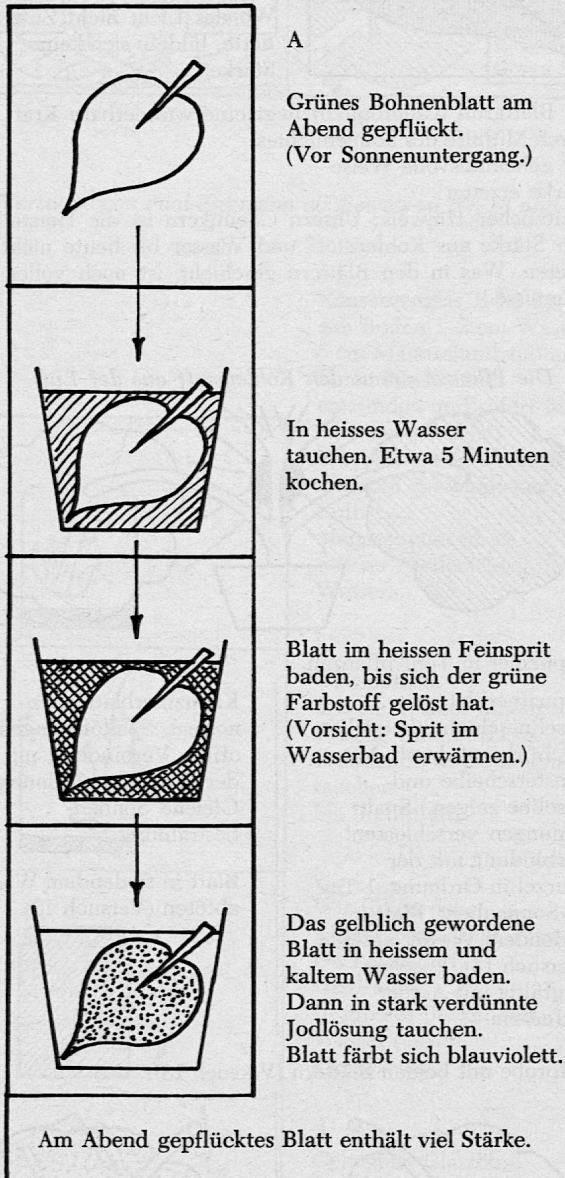 A
Grünes Bohnenblatt am
Abend gepflückt.
(Vor Sonnenuntergang.)
In heisses Wasser
tauchen. Etwa 5 Minuten
kochen.
Blatt im heissen Feinsprit
baden, bis sich der grüne
Farbstoff gelöst hat.
(Vorsicht: Sprit im
Wasserbad erwärmen.)
Das gelblich gewordene
Blatt in heissem und
kaltem Wasser baden.
Dann in stark verdünnte
Jodlösung tauchen.
Blatt färbt sich blauviolett.
Am Abend gepflücktes Blatt enthält viel Stärke.